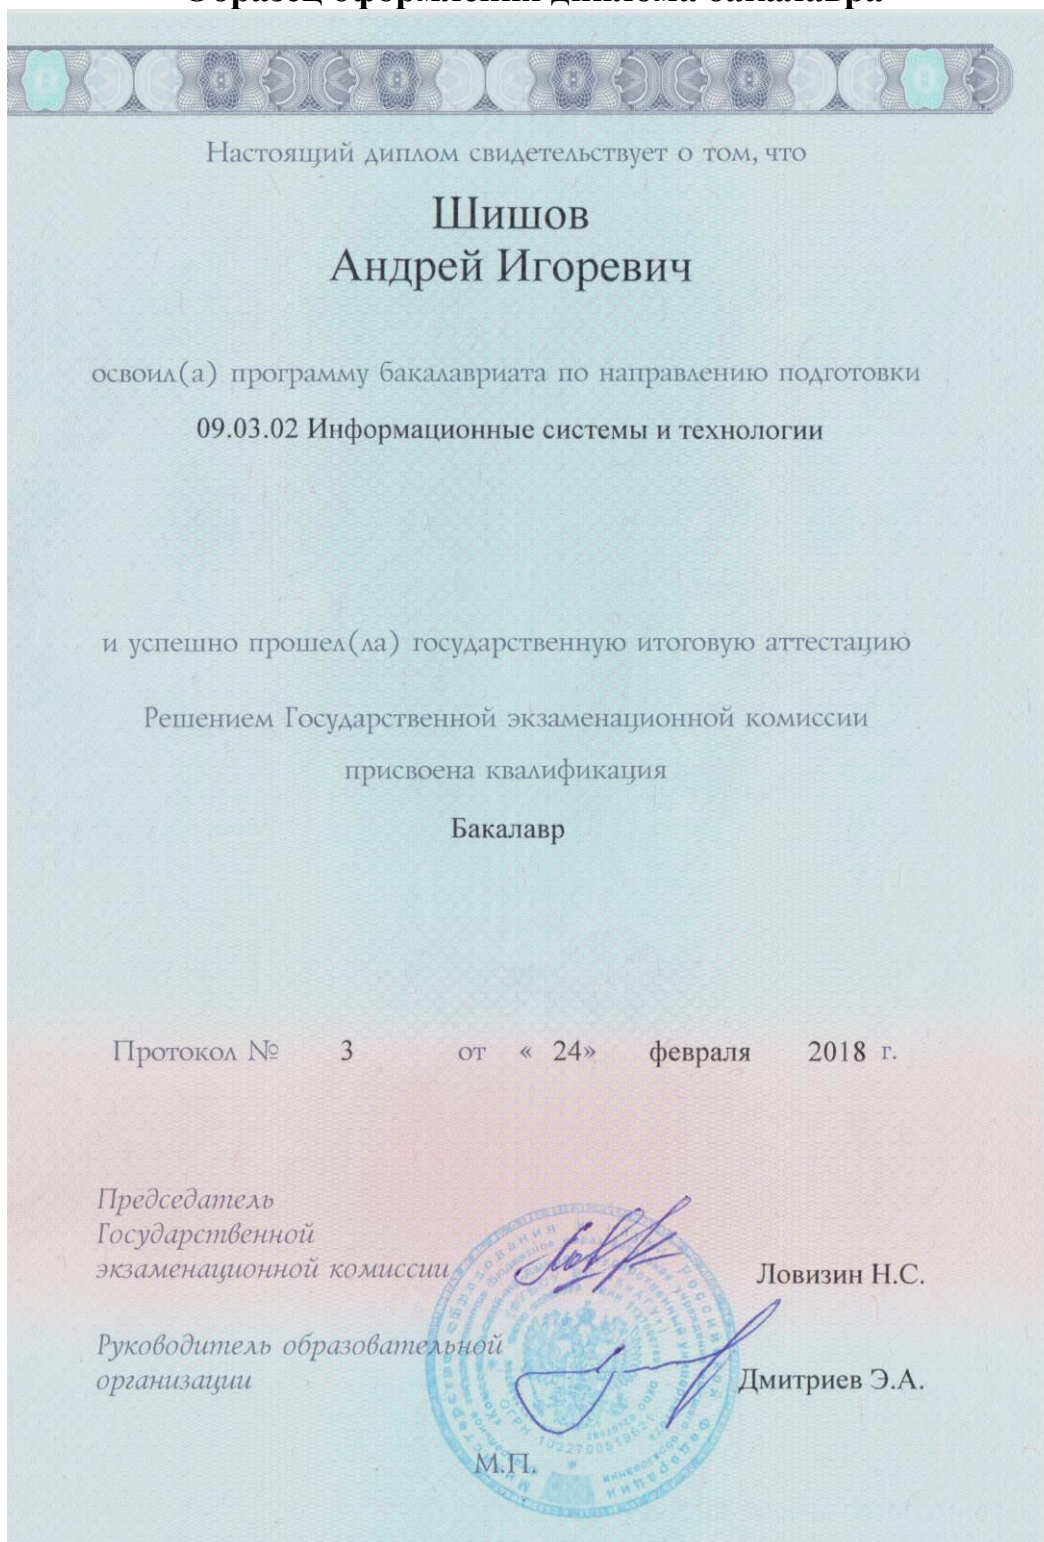 Образец оформления диплома бакалавра
Настоящий диплом свидетельствует о том, что
Шишов
Андрей Игоревич
освоил(а) программу бакалавриата по направлению подготовки
09.03.02 Информационные системы и технологии
и успешно прошел(ла) государственную итоговую аттестацию
Решением Государственной экзаменационной комиссии
присвоена квалификация
Бакалавр
Протокол № 3 от « 24» февраля 2018 г.
Председатель
Государственной
экзаменационной комиссии
Ловизин Н.С.
Руководитель образовательной
организации
Дмитриев Э.А.
М.П.